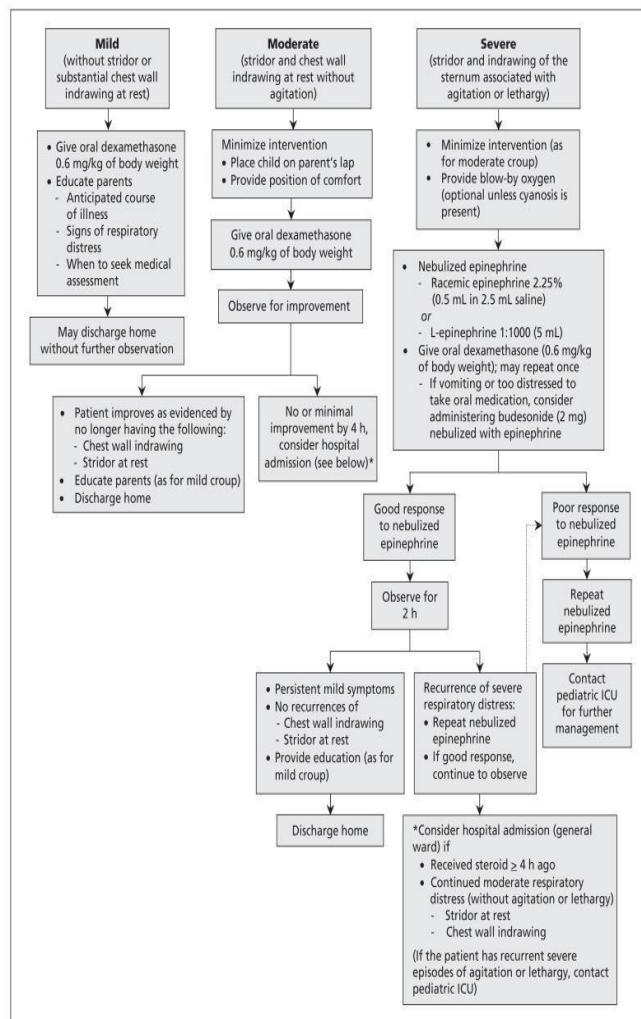 Mild
(without stridor or
substantial chest wall
indrawing at rest)
• Give oral dexamethasone
0.6 mg/kg of body weight
• Educate parents
- Anticipated course
of illness
- Signs of respiratory
distress
- When to seek medical
assessment
May discharge home
without further observation
Moderate
(stridor and chest wall
indrawing at rest without
agitation)
Minimize intervention
• Place child on parent's lap
• Provide position of comfort
Give oral dexamethasone
0.6 mg/kg of body weight
Observe for improvement
• Patient improves as evidenced by
no longer having the following:
- Chest wall indrawing
- Stridor at rest
• Educate parents (as for mild croup)
• Discharge home
No or minimal
improvement by 4 h,
consider hospital
admission (see below)*
Severe
(stridor and indrawing of the
sternum associated with
agitation or lethargy)
• Minimize intervention (as
for moderate croup)
• Provide blow-by oxygen
(optional unless cyanosis is
present)
• Nebulized epinephrine
- Racemic epinephrine 2.25%
(0.5 mL in 2.5 mL saline)
or
- L-epinephrine 1:1000 (5 mL)
• Give oral dexamethasone (0.6 mg/kg
of body weight); may repeat once
- If vomiting or too distressed to
take oral medication, consider
administering budesonide (2 mg)
nebulized with epinephrine
Good response
to nebulized
epinephrine
Observe for
2 h
• Persistent mild symptoms
• No recurrences of
- Chest wall indrawing
- Stridor at rest
• Provide education (as for
mild croup)
Discharge home
Recurrence of severe
respiratory distress:
• Repeat nebulized
epinephrine
• If good response,
continue to observe
Poor response
to nebulized
epinephrine
Repeat
nebulized
epinephrine
Contact
pediatric ICU
for further
management
*Consider hospital admission (general
ward) if
• Received steroid ≥ 4 h ago
• Continued moderate respiratory
distress (without agitation or lethargy)
- Stridor at rest
- Chest wall indrawing
(If the patient has recurrent severe
episodes of agitation or lethargy, contact
pediatric ICU)